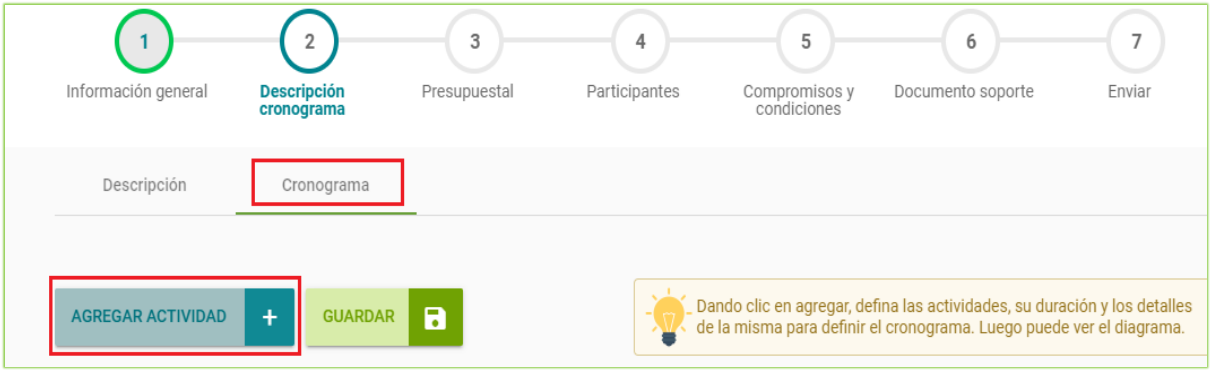 1 2 3 4 5 6 7
Información general Descripción Presupuestal Participantes Compromisos y Documento soporte Enviar
cronograma condiciones
Descripción Cronograma
AGREGAR ACTIVIDAD + GUARDAR
Dando clic en agregar, defina las actividades, su duración y los detalles
de la misma para definir el cronograma. Luego puede ver el diagrama.